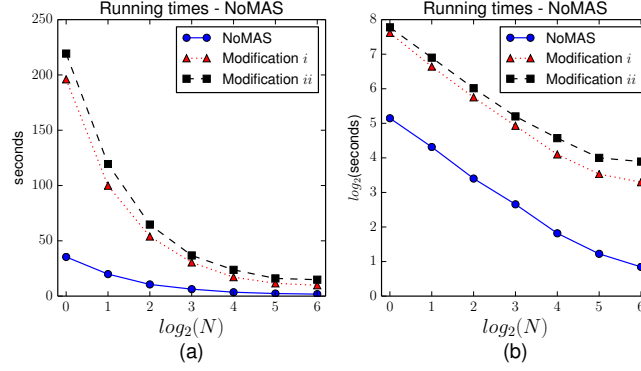 Running times - NoMAS
250
200
150
100
50
0
seconds
NoMAS
Modification i
Modification ii
0 1 2 3 4 5 6
log2(N)
(a)
Running times - NoMAS
8
7
6
5
4
3
2
1
0
log2(seconds)
NoMAS
Modification i
Modification ii
0 1 2 3 4 5 6
log2(N)
(b)